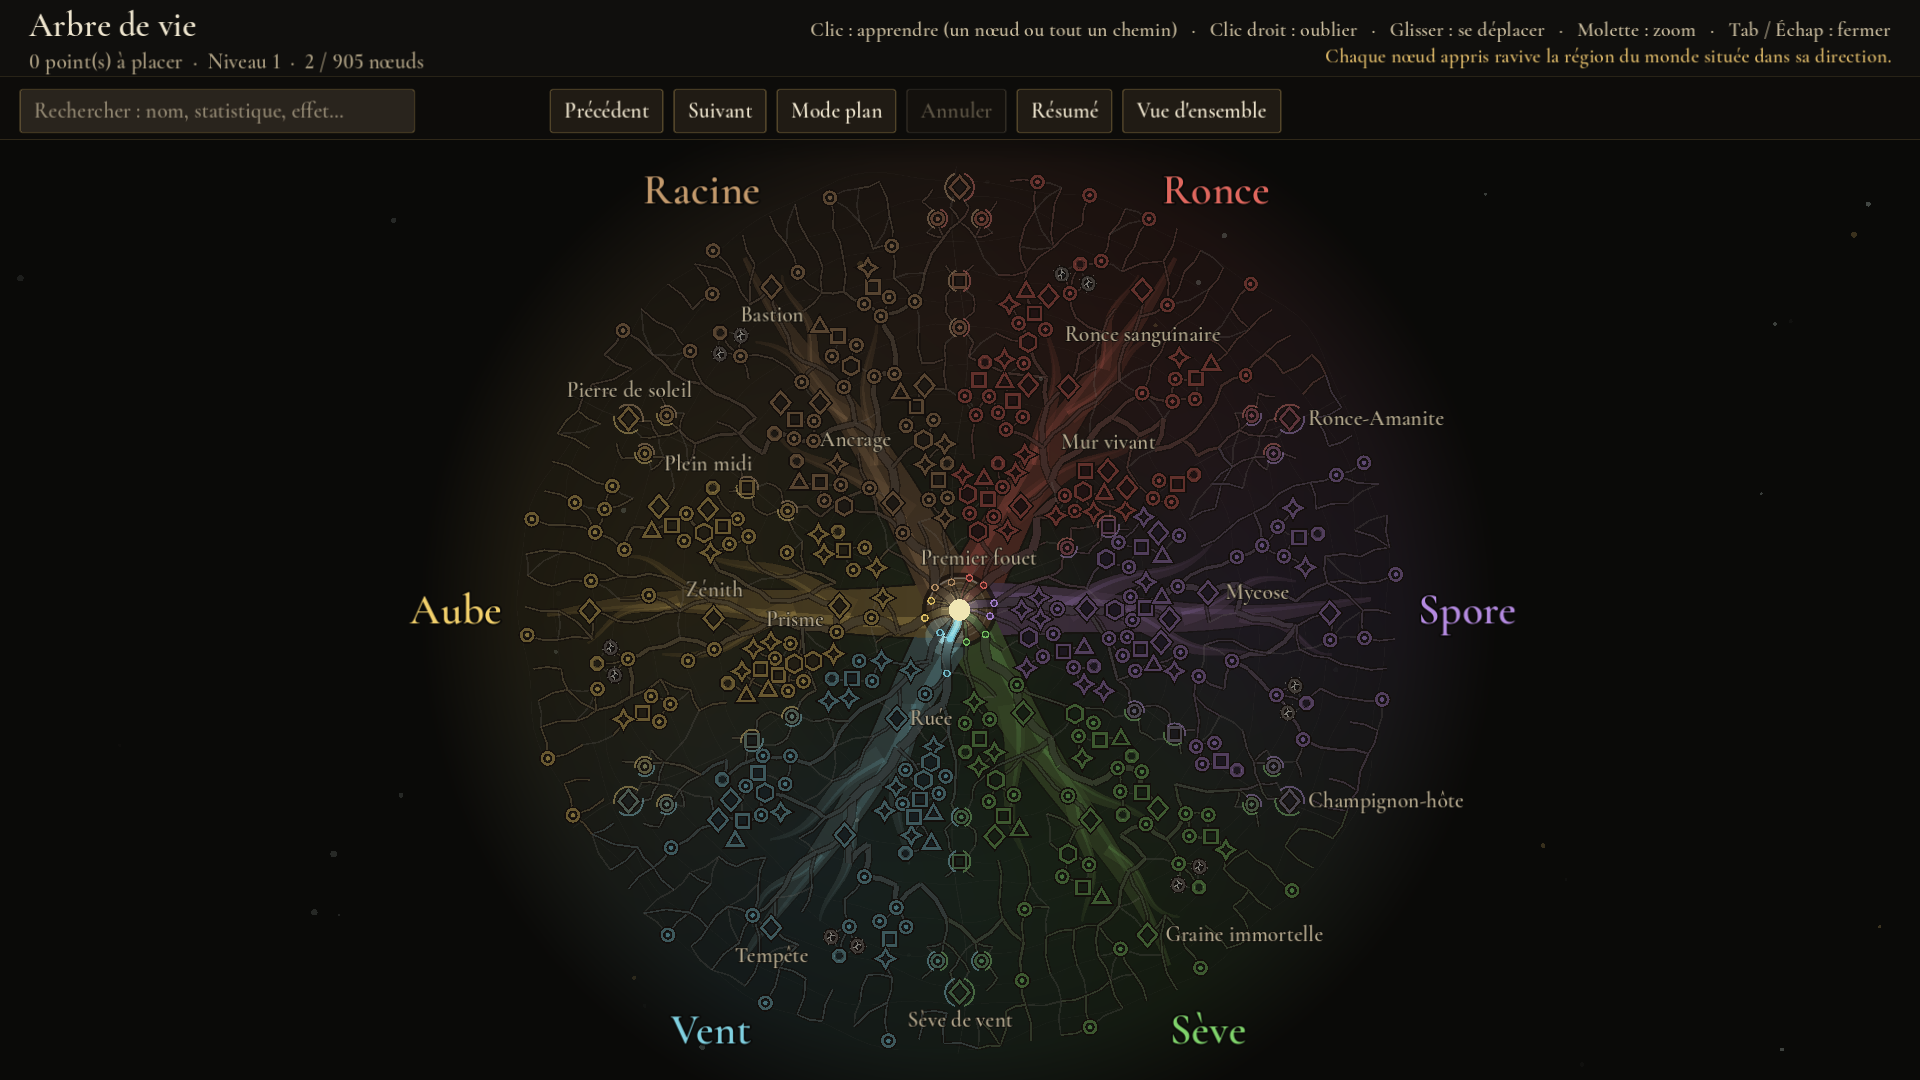 Arbre de vie
0 point(s) à placer · Niveau 1 · 2 / 905 nœuds
Clic : apprendre (un nœud ou tout un chemin) · Clic droit : oublier · Glisser : se déplacer · Molette : zoom · Tab / Échap : fermer
Chaque nœud appris ravive la région du monde située dans sa direction.
Rechercher : nom, statistique, effet...
Précédent
Suivant
Mode plan
Annuler
Résumé
Vue d'ensemble
Racine
Ronce
Bastion
Ronce sanguinaire
Pierre de soleil
Ronce-Amanite
Ancrage
Mur vivant
Plein midi
Premier fouet
Zénith
Mycose
Aube
Prisme
Spore
Ruée
Champignon-hôte
Graine immortelle
Tempête
Sève de vent
Vent
Sève